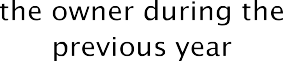 the owner during the
previous year